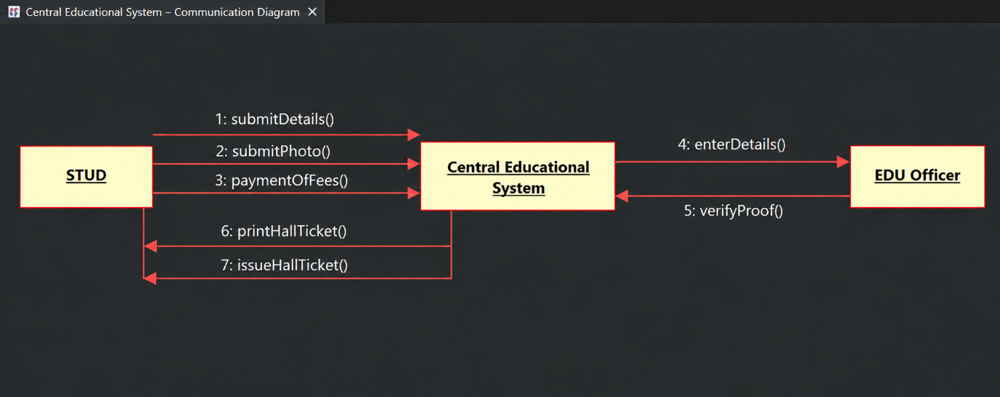 Central Educational System – Communication Diagram
1: submitDetails()
2: submitPhoto()
3: paymentOfFees()
STUD
Central Educational
System
4: enterDetails()
5: verifyProof()
EDU Officer
6: printHallTicket()
7: issueHallTicket()